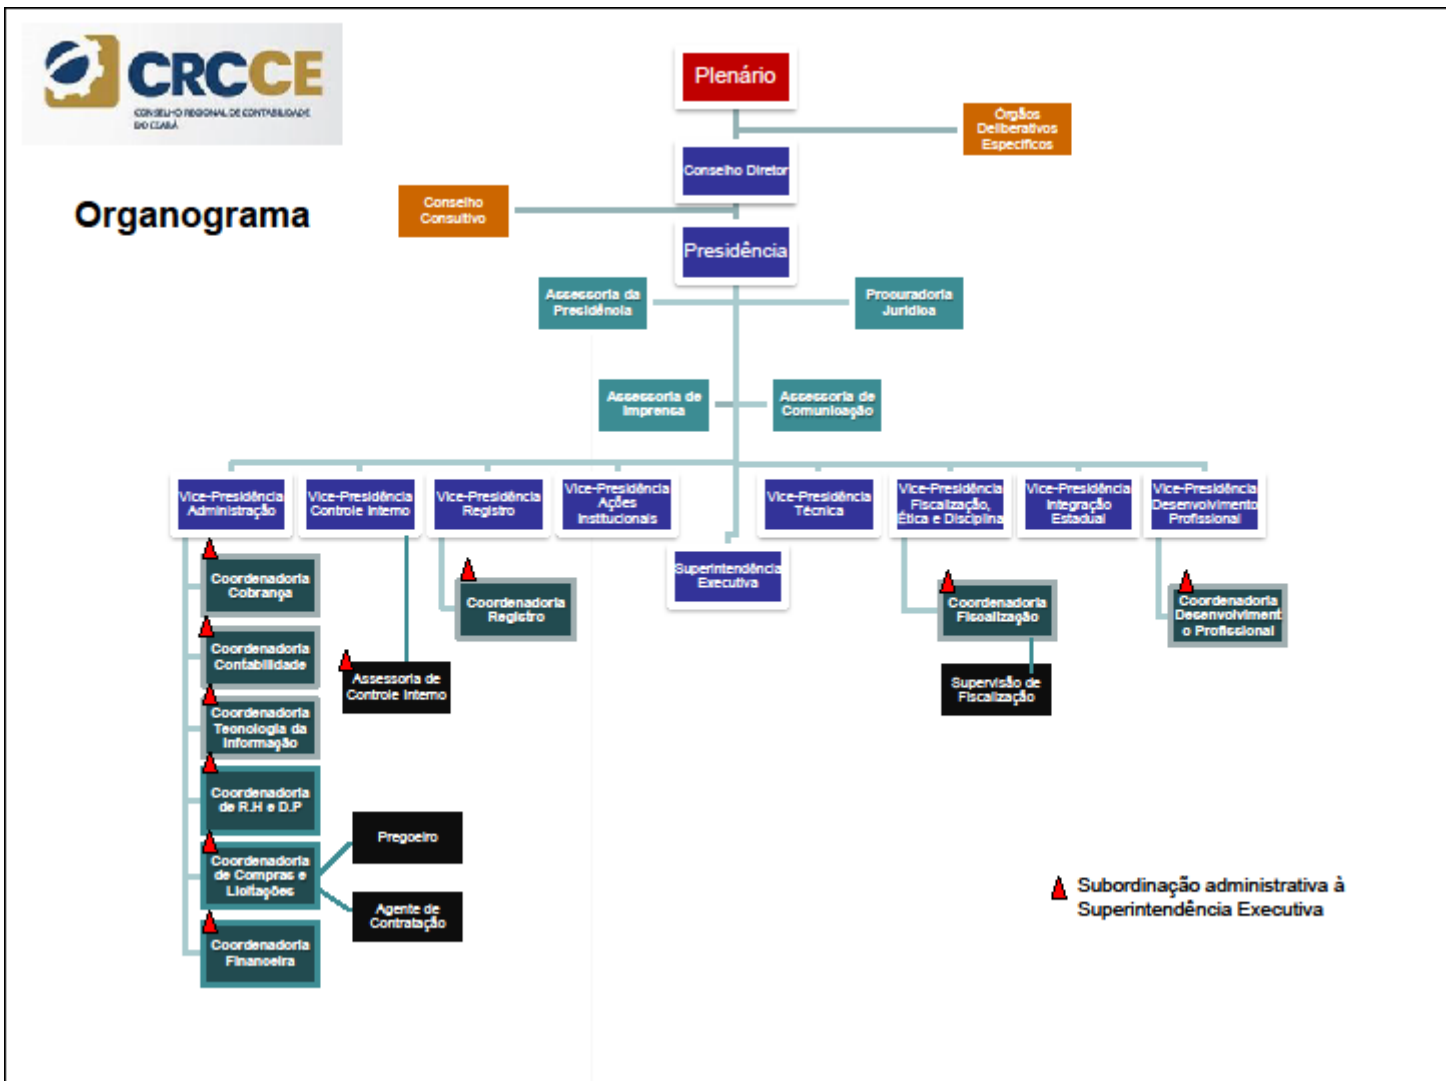 CRCCE
CONSELHO REGIONAL DE CONTABILIDADE
DO CEARÁ
Organograma
Plenário
Órgãos
Deliberativos
Específicos
Conselho Diretor
Conselho
Consultivo
Presidência
Assessoria da
Presidência
Procuradoria
Jurídica
Assessoria de
Imprensa
Assessoria de
Comunicação
Vice-Presidência
Administração
Vice-Presidência
Controle Interno
Vice-Presidência
Registro
Vice-Presidência
Ações
Institucionais
Vice-Presidência
Técnica
Vice-Presidência
Fiscalização,
Ética e Disciplina
Vice-Presidência
Integração
Estadual
Vice-Presidência
Desenvolvimento
Profissional
Superintendência
Executiva
Coordenadoria
Cobrança
Coordenadoria
Contabilidade
Coordenadoria
Tecnologia da
Informação
Coordenadoria
de R.H e D.P
Coordenadoria
de Compras e
Licitações
Coordenadoria
Financeira
Assessoria de
Controle Interno
Pregoeiro
Agente de
Contratação
Coordenadoria
Registro
Coordenadoria
Fiscalização
Supervisão de
Fiscalização
Coordenadoria
Desenvolviment
o Profissional
Subordinação administrativa à
Superintendência Executiva